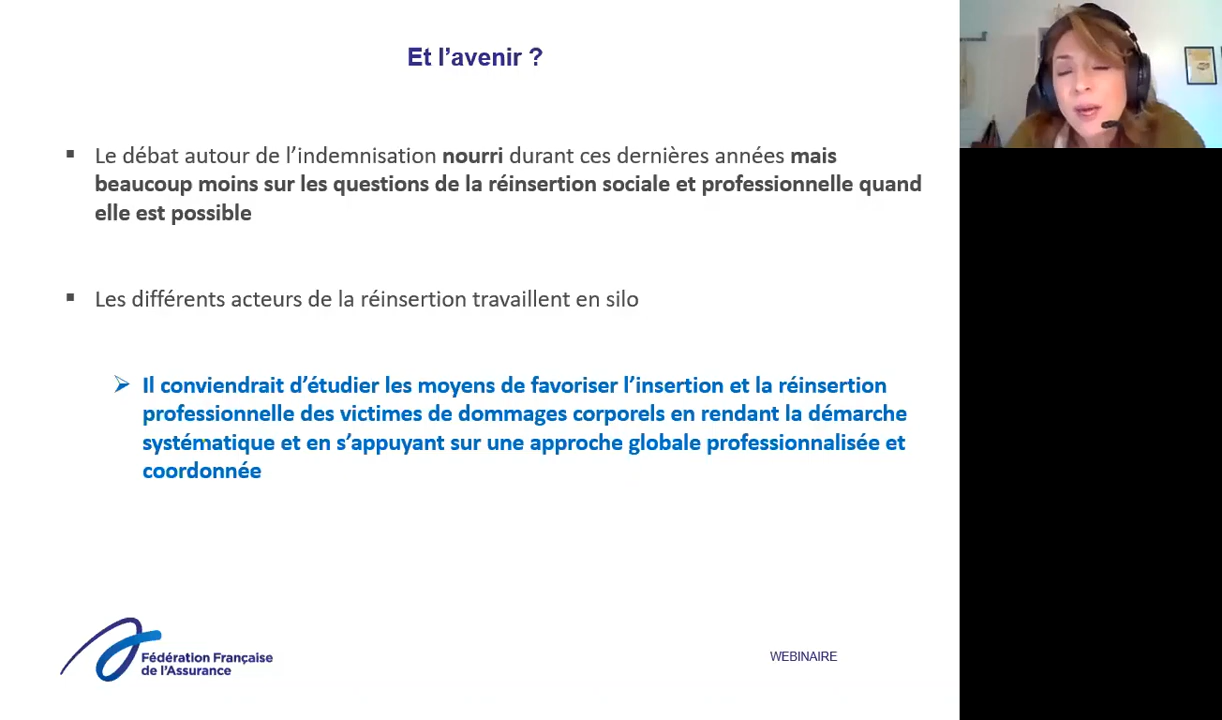 Et l’avenir ?
▪ Le débat autour de l’indemnisation nourri durant ces dernières années mais
beaucoup moins sur les questions de la réinsertion sociale et professionnelle quand
elle est possible
▪ Les différents acteurs de la réinsertion travaillent en silo
➢ Il conviendrait d’étudier les moyens de favoriser l’insertion et la réinsertion
professionnelle des victimes de dommages corporels en rendant la démarche
systématique et en s’appuyant sur une approche globale professionnalisée et
coordonnée
Fédération Française
de l’Assurance
WEBINAIRE